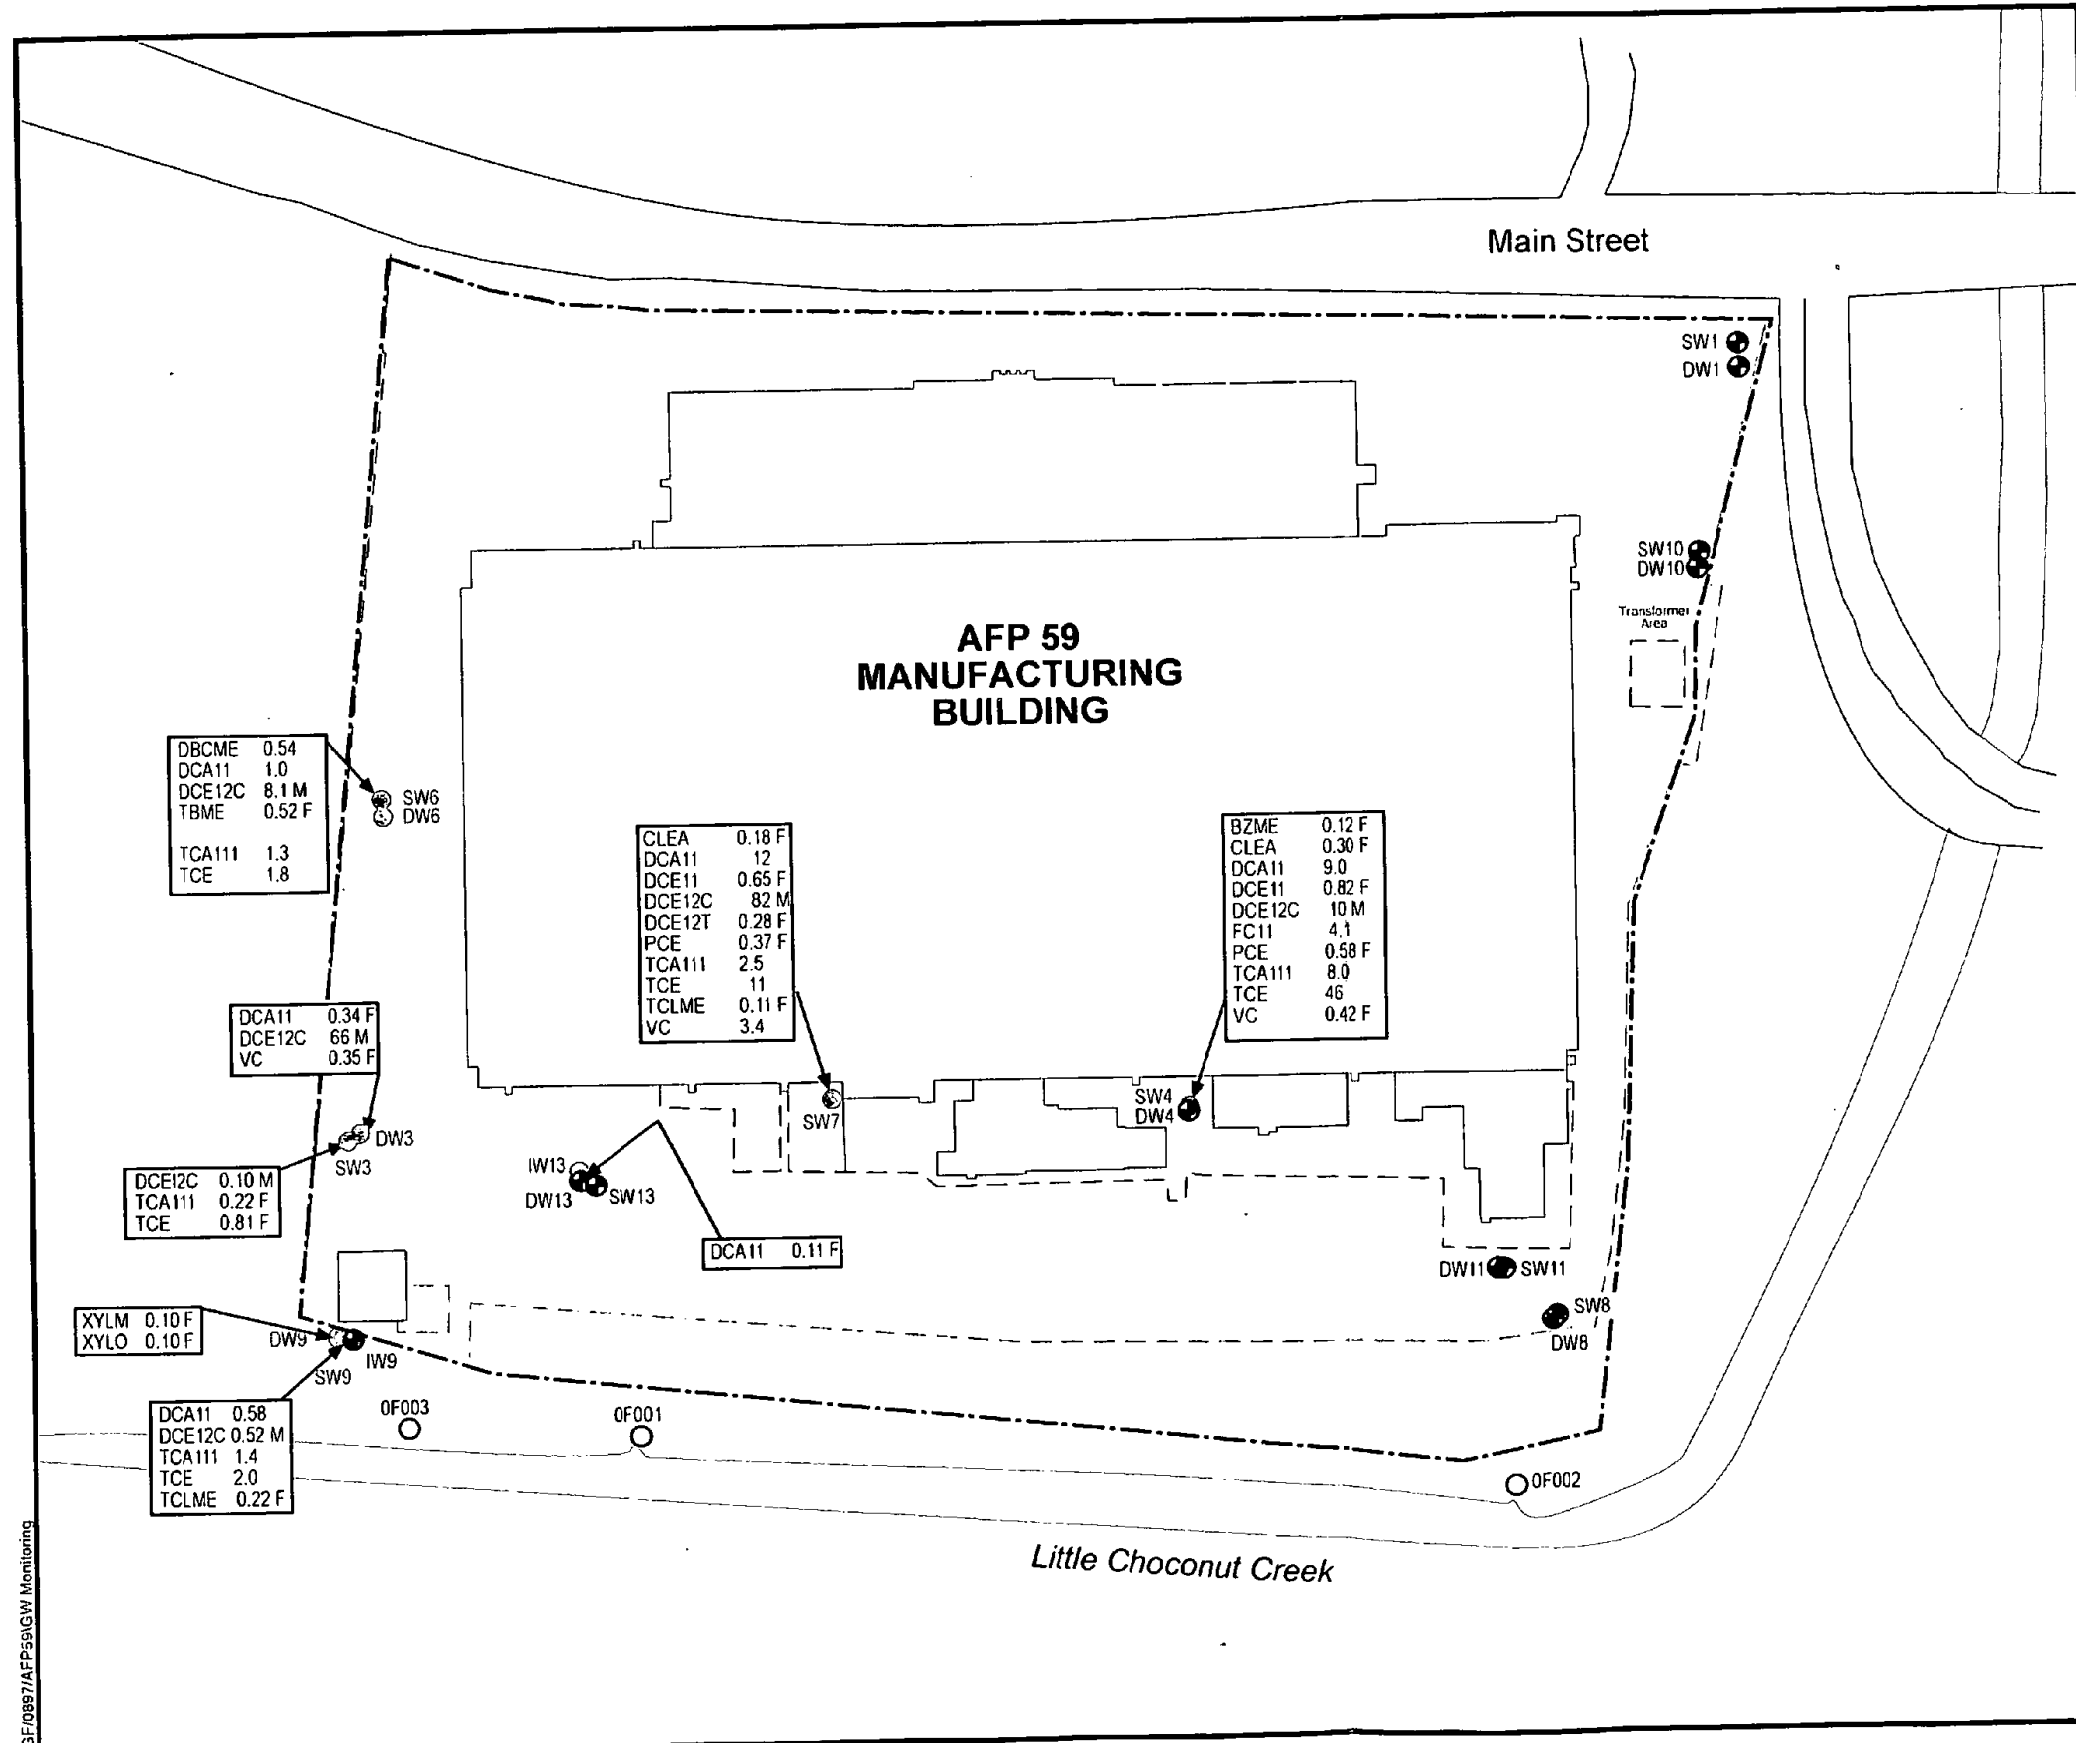 Main Street
SW1
DW1
SW10
DW10
Transformer
Area
AFP 59
MANUFACTURING
BUILDING
DBCME 0.54
DCA11 1.0
DCE12C 8.1 M
TBME 0.52 F
TCA111 1.3
TCE 1.8
SW6
DW6
CLEA 0.18 F
DCA11 12
DCE11 0.65 F
DCE12C 82 M
DCE12T 0.28 F
PCE 0.37 F
TCA111 2.5
TCE 11
TCLME 0.11 F
VC 3.4
BZME 0.12 F
CLEA 0.30 F
DCA11 9.0
DCE11 0.82 F
DCE12C 10 M
FC11 4.1
PCE 0.58 F
TCA111 8.0
TCE 46
VC 0.42 F
DCA11 0.34 F
DCE12C 66 M
VC 0.35 F
SW7
SW4
DW4
DW3
SW3
DCE12C 0.10 M
TCA111 0.22 F
TCE 0.81 F
IW13
DW13
SW13
DCA11 0.11 F
DW11
SW11
SW8
DW8
XYLM 0.10 F
XYLO 0.10 F
DW9
IW9
SW9
DCA11 0.58
DCE12C 0.52 M
TCA111 1.4
TCE 2.0
TCLME 0.22 F
0F003
0F001
0F002
Little Choconut Creek
GF/0897/AFP59\GW Monitoring